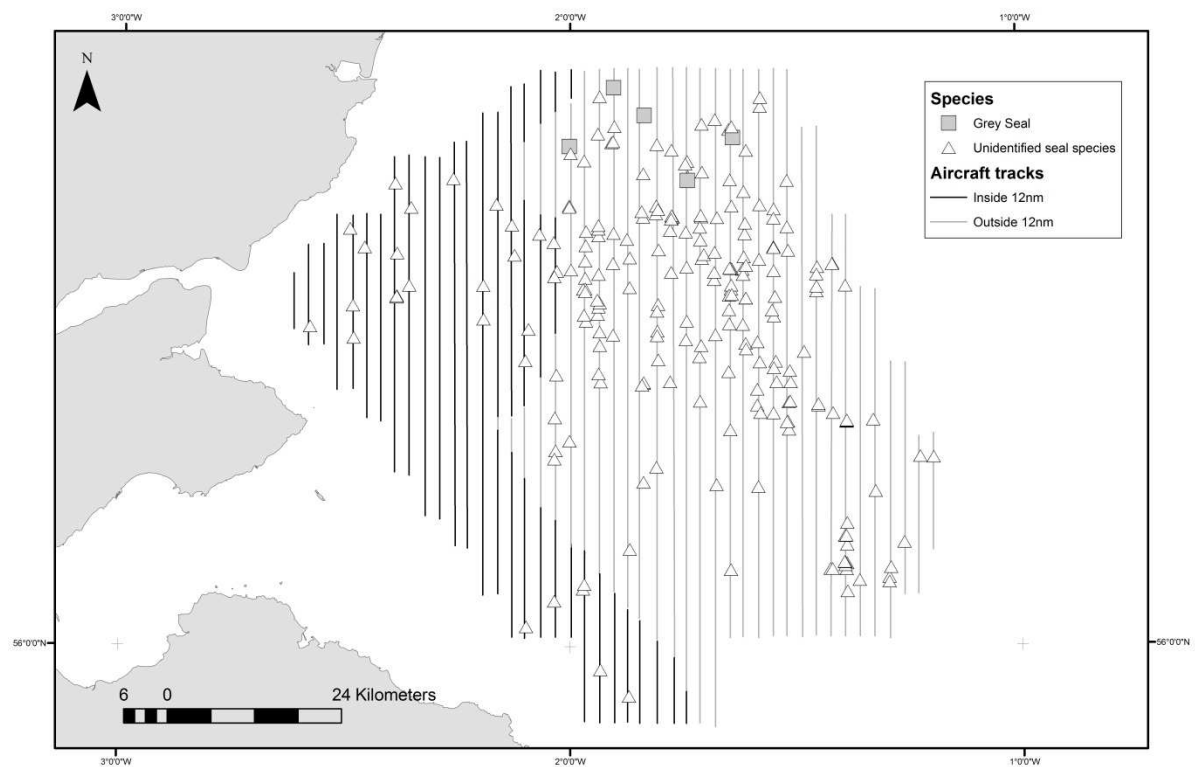 3°0'0"W 2°0'0"W 1°0'0"W
N
Species
Grey Seal
Unidentified seal species
Aircraft tracks
Inside 12nm
Outside 12nm
56°0'0"N 56°0'0"N
6 0 24 Kilometers
3°0'0"W 2°0'0"W 1°0'0"W